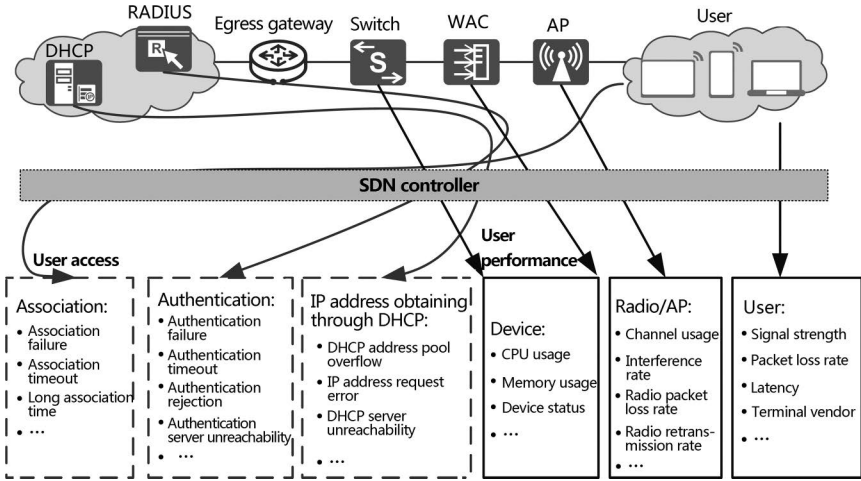 RADIUS
Egress gateway
Switch
WAC
AP
User
DHCP
R
S
IP
SDN controller
User access
User
performance
Association:
• Association
failure
• Association
timeout
• Long association
time
• ...
Authentication:
• Authentication
failure
• Authentication
timeout
• Authentication
rejection
• Authentication
server unreachability
• ...
IP address obtaining
through DHCP:
• DHCP address pool
overflow
• IP address request
error
• DHCP server
unreachability
• ...
Device:
• CPU usage
• Memory usage
• Device status
• ...
Radio/AP:
• Channel usage
• Interference
rate
• Radio packet
loss rate
• Radio retrans-
mission rate
• ...
User:
• Signal strength
• Packet loss rate
• Latency
• Terminal vendor
• ...